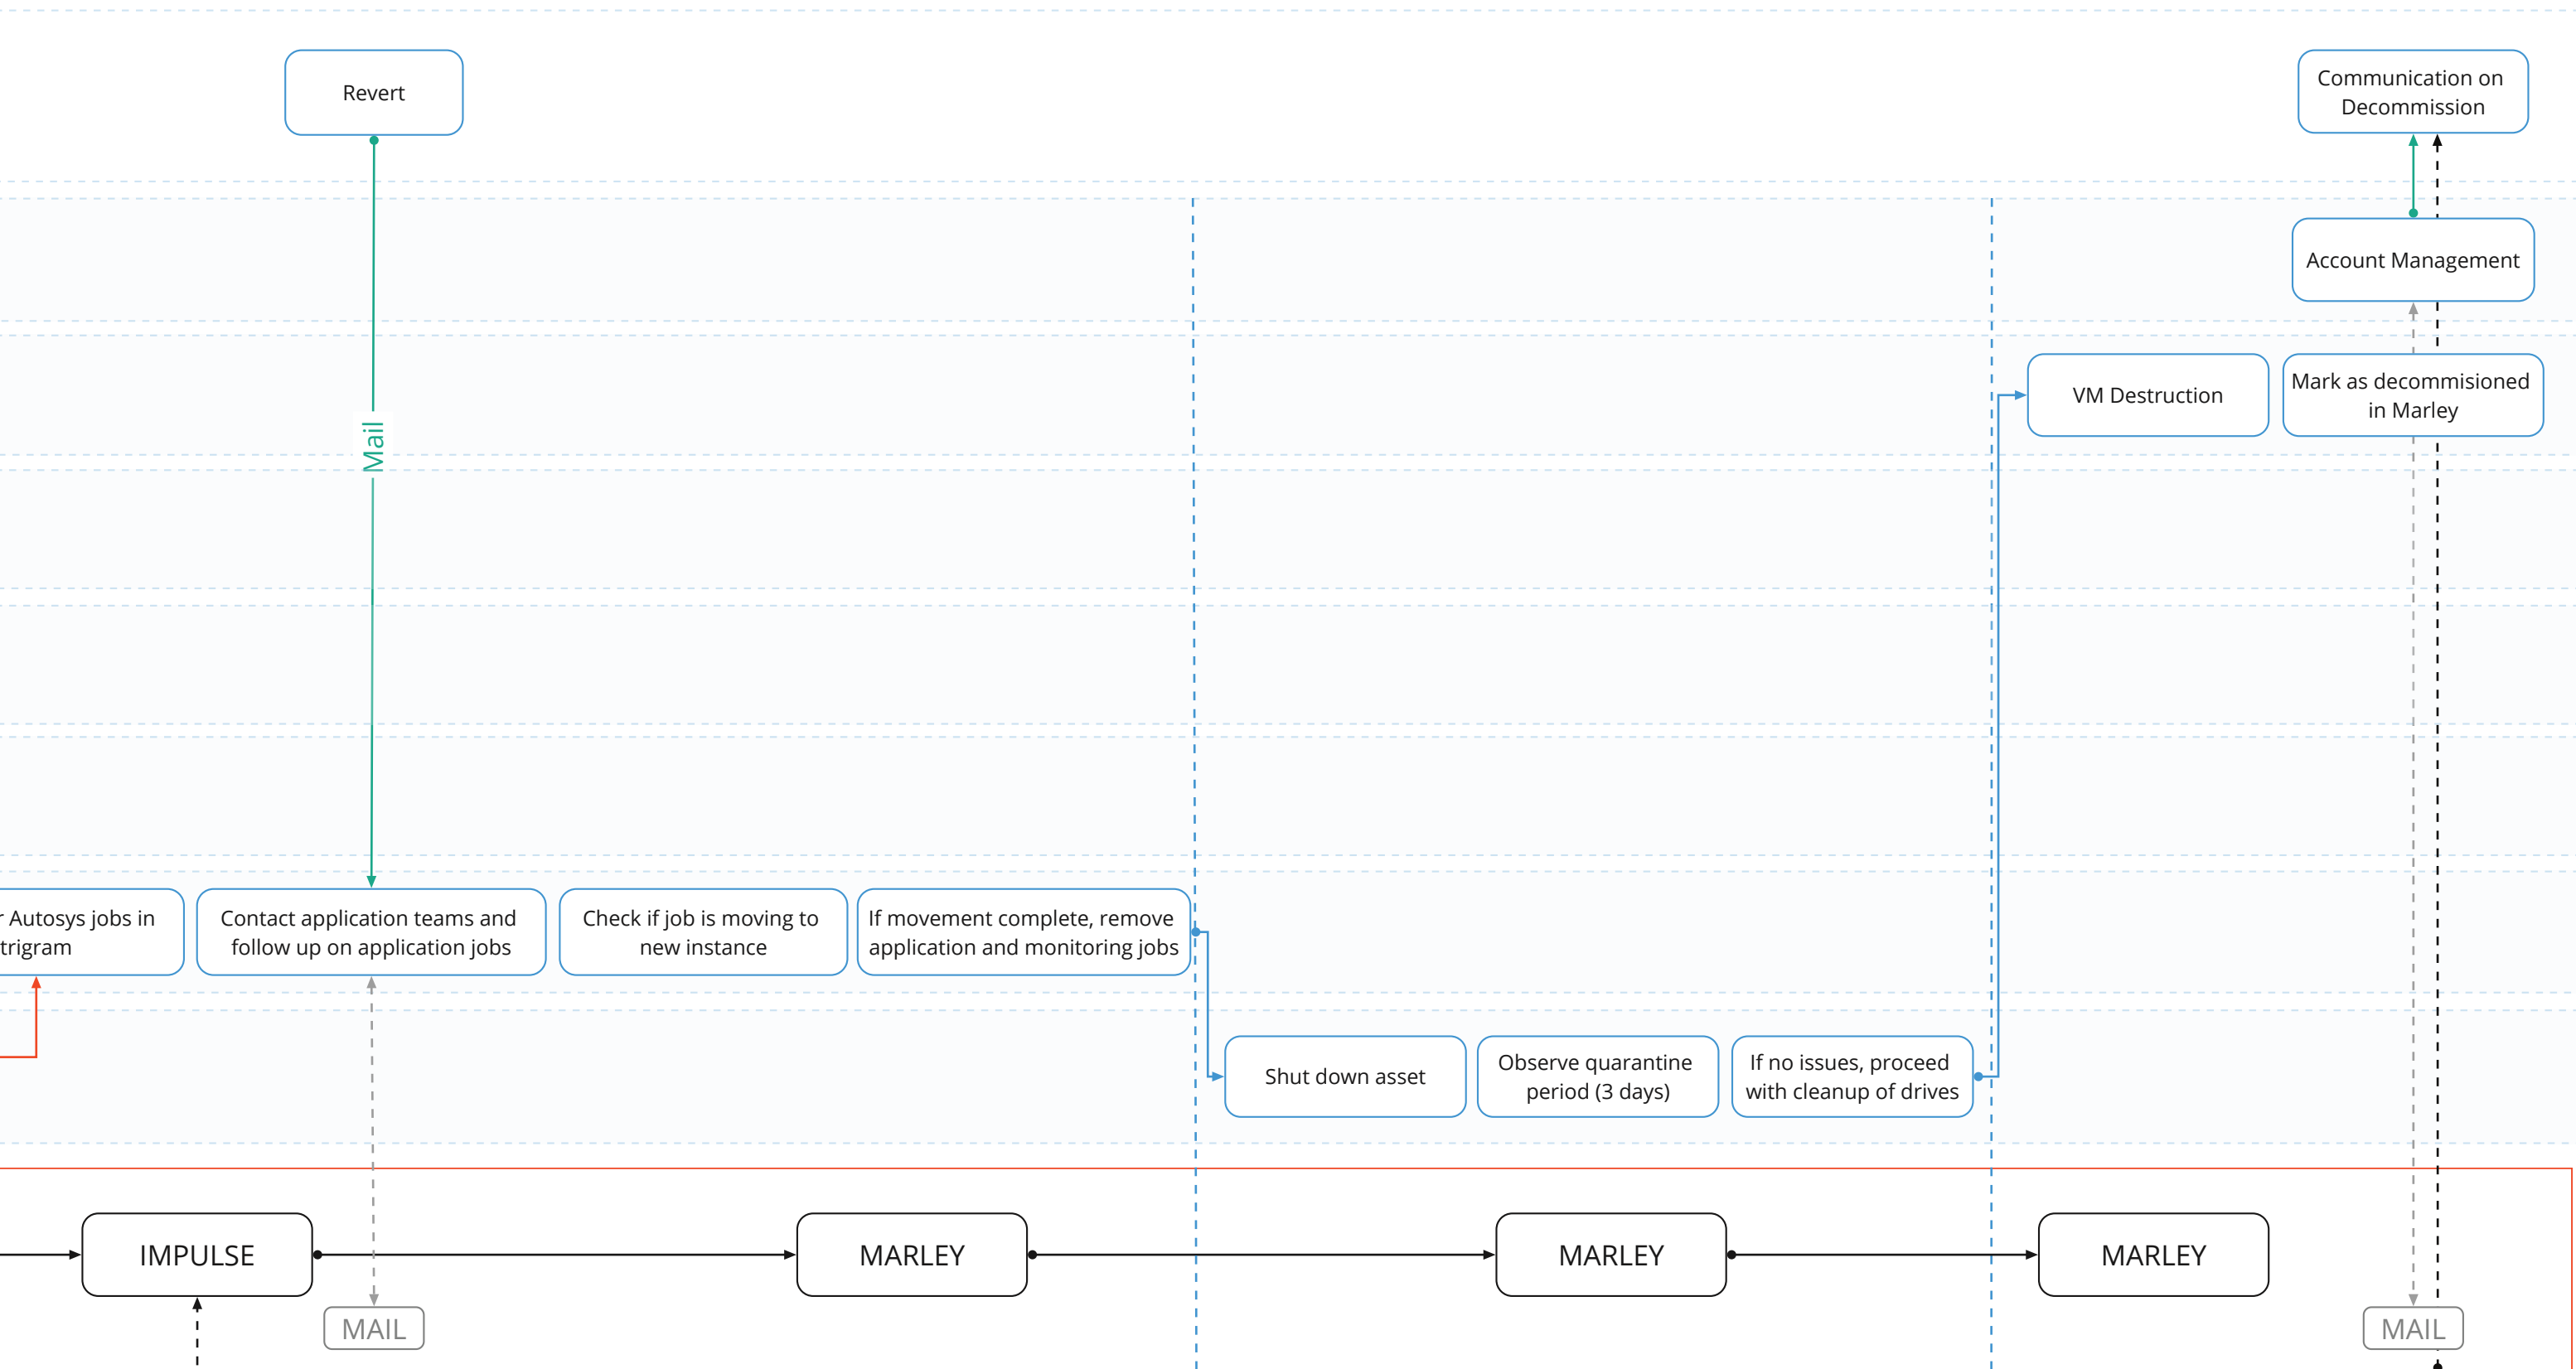 Revert
Communication on
Decommission
Account Management
VM Destruction
Mark as decommisioned
in Marley
Mail
r Autosys jobs in
trigram
Contact application teams and
follow up on application jobs
Check if job is moving to
new instance
If movement complete, remove
application and monitoring jobs
Shut down asset
Observe quarantine
period (3 days)
If no issues, proceed
with cleanup of drives
IMPULSE
MARLEY
MARLEY
MARLEY
MAIL
MAIL